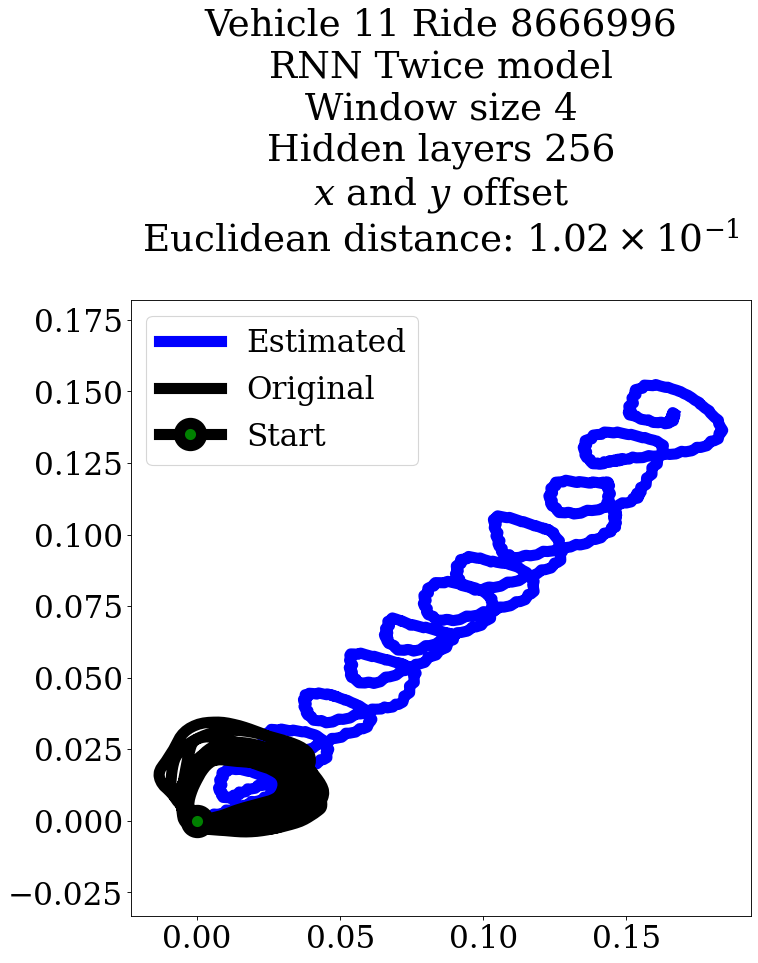 Vehicle 11 Ride 8666996
RNN Twice model
Window size 4
Hidden layers 256
x and y offset
Euclidean distance: 1.02 × 10⁻¹
0.175
0.150
0.125
0.100
0.075
0.050
0.025
0.000
−0.025
Estimated
Original
Start
0.00 0.05 0.10 0.15